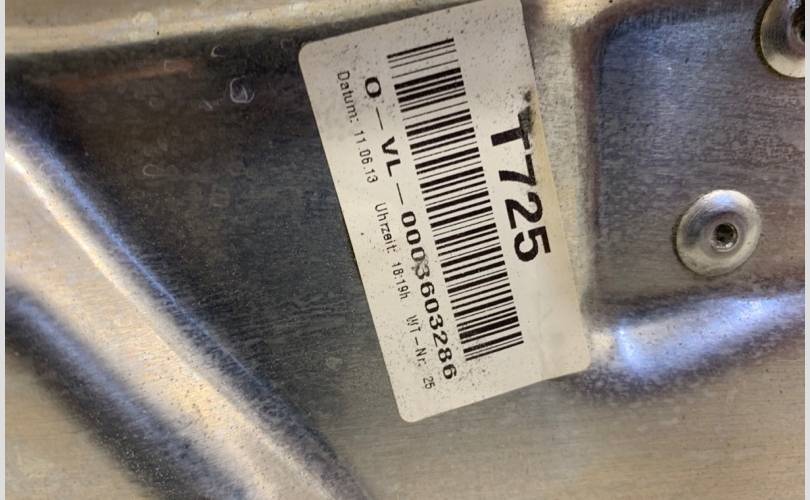 T725
O – VL – 0003603286
Datum: 11.06.13 Uhrzeit: 18:19h WT-Nr. 25